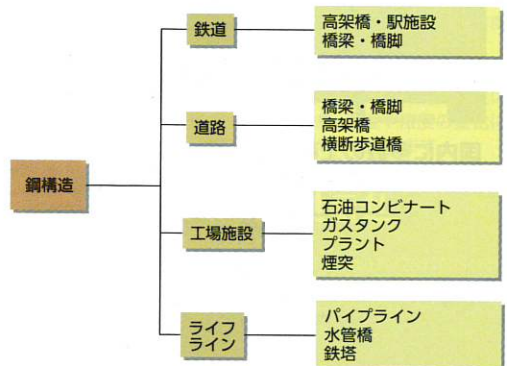 鋼構造
鉄道
高架橋・駅施設
橋梁・橋脚
道路
橋梁・橋脚
高架橋
横断歩道橋
工場施設
石油コンビナート
ガスタンク
プラント
煙突
ライフ
ライン
パイプライン
水管橋
鉄塔